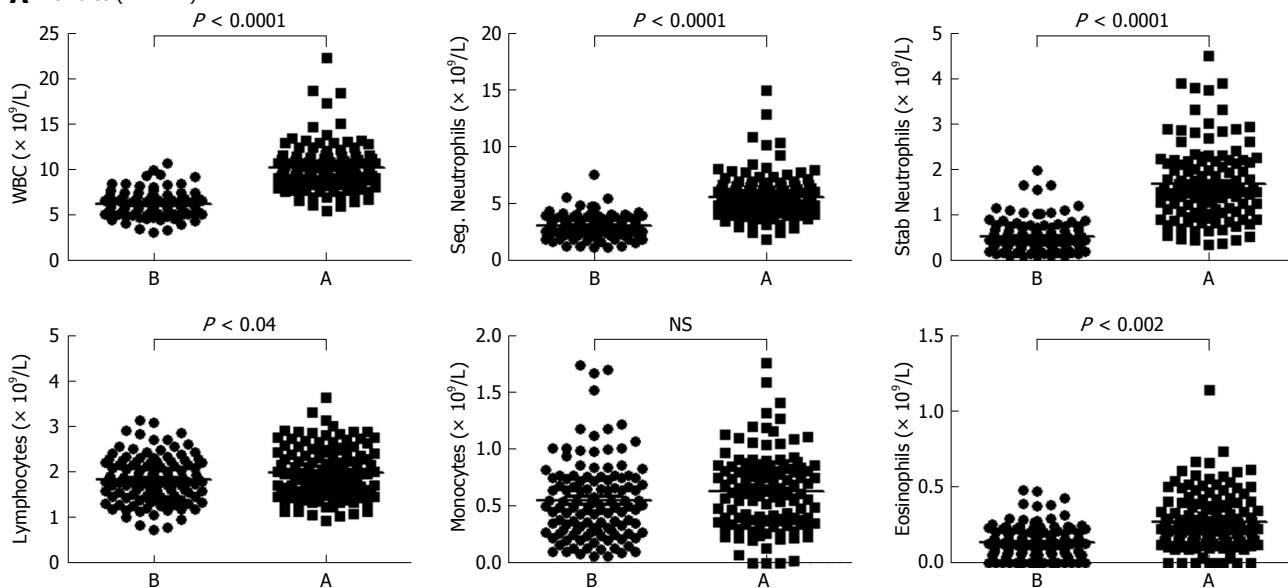 A
P < 0.0001
WBC (× 10⁹/L)
25
20
15
10
5
0
B A
P < 0.0001
Seg. Neutrophils (× 10⁹/L)
20
15
10
5
0
B A
P < 0.0001
Stab Neutrophils (× 10⁹/L)
5
4
3
2
1
0
B A
P < 0.04
Lymphocytes (× 10⁹/L)
5
4
3
2
1
0
B A
NS
Monocytes (× 10⁹/L)
2.0
1.5
1.0
0.5
0.0
B A
P < 0.002
Eosinophils (× 10⁹/L)
1.5
1.0
0.5
0.0
B A